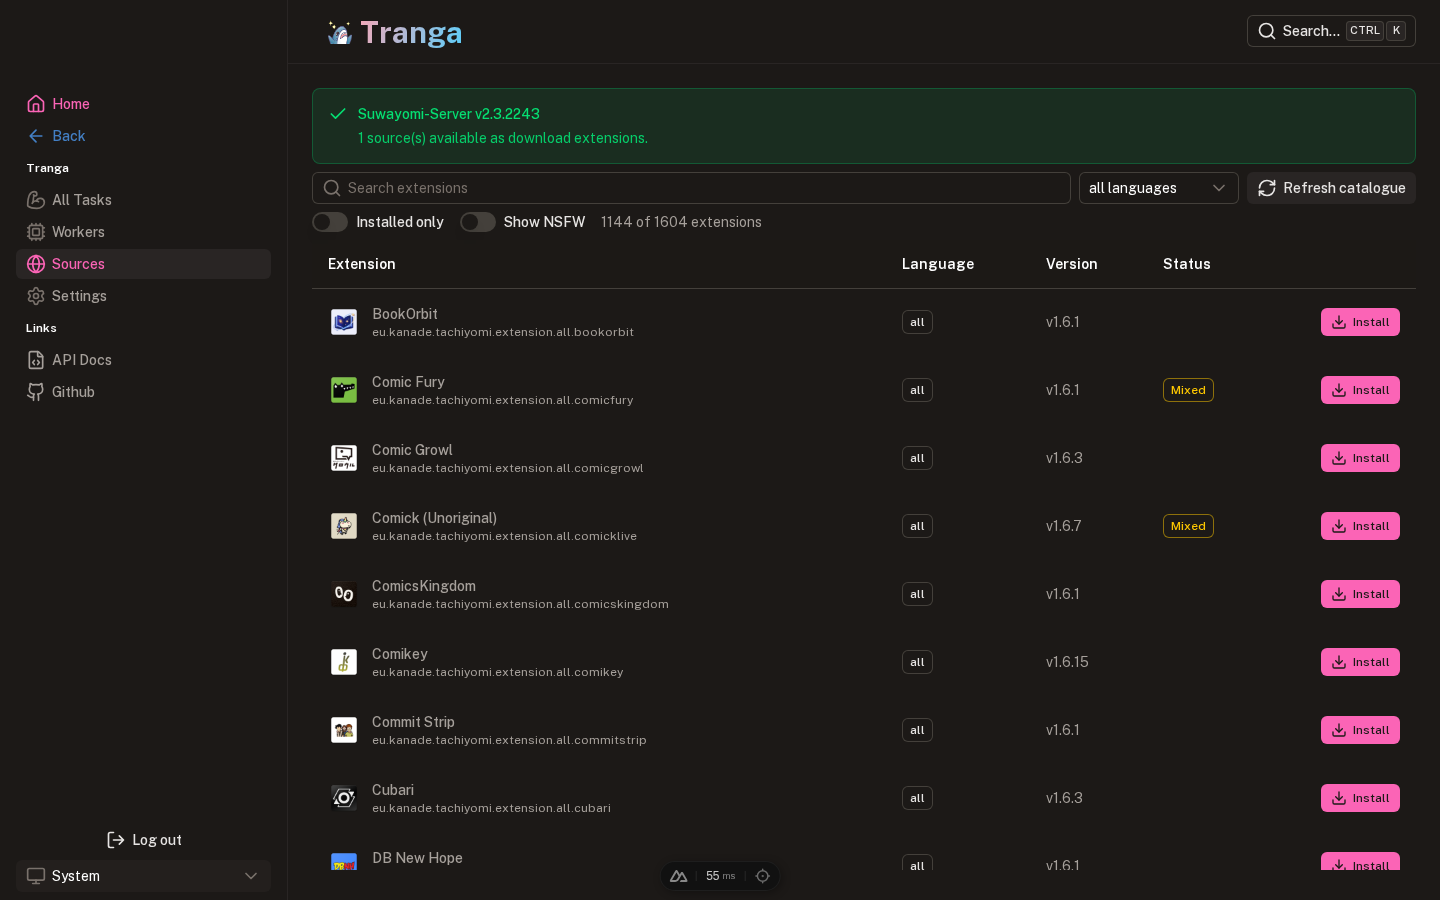 Tranga
Search...
CTRL
K
Home
Back
Tranga
All Tasks
Workers
Sources
Settings
Links
API Docs
Github
Log out
System
Suwayomi-Server v2.3.2243
1 source(s) available as download extensions.
Search extensions
all languages
Refresh catalogue
Installed only
Show NSFW
1144 of 1604 extensions
Extension Language Version Status
BookOrbit
eu.kanade.tachiyomi.extension.all.bookorbit
all
v1.6.1
Install
Comic Fury
eu.kanade.tachiyomi.extension.all.comicfury
all
v1.6.1
Mixed
Install
Comic Growl
eu.kanade.tachiyomi.extension.all.comicgrowl
all
v1.6.3
Install
Comick (Unoriginal)
eu.kanade.tachiyomi.extension.all.comicklive
all
v1.6.7
Mixed
Install
ComicsKingdom
eu.kanade.tachiyomi.extension.all.comicskingdom
all
v1.6.1
Install
Comikey
eu.kanade.tachiyomi.extension.all.comikey
all
v1.6.15
Install
Commit Strip
eu.kanade.tachiyomi.extension.all.commitstrip
all
v1.6.1
Install
Cubari
eu.kanade.tachiyomi.extension.all.cubari
all
v1.6.3
Install
DB New Hope
all
v1.6.1
Install
55 ms